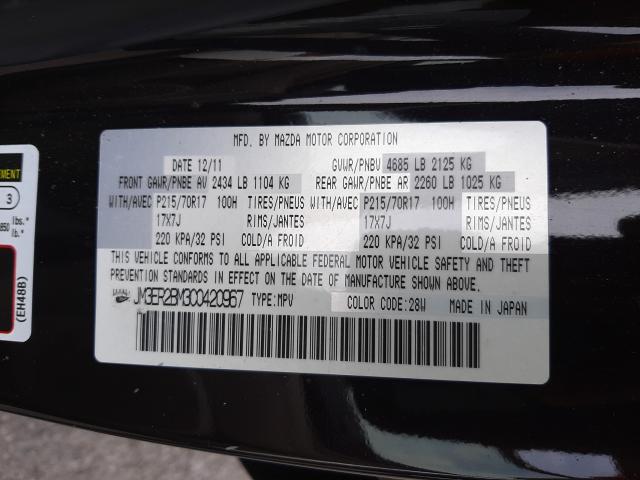 MFD. BY MAZDA MOTOR CORPORATION
DATE 12/11 GVWR/PNBV 4685 LB 2125 KG
FRONT GAWR/PNBE AV 2434 LB 1104 KG REAR GAWR/PNBE AR 2260 LB 1025 KG
WITH/AVEC P215/70R17 100H TIRES/PNEUS WITH/AVEC P215/70R17 100H TIRES/PNEUS
17X7J RIMS/JANTES 17X7J RIMS/JANTES
220 KPA/32 PSI COLD/A FROID 220 KPA/32 PSI COLD/A FROID
THIS VEHICLE CONFORMS TO ALL APPLICABLE FEDERAL MOTOR VEHICLE SAFETY AND THEFT
PREVENTION STANDARDS IN EFFECT ON THE DATE OF MANUFACTURE SHOWN ABOVE.
JM3ER2BM3C0420967 TYPE:MPV COLOR CODE:28W MADE IN JAPAN
EMENT
3
850 lbs.*
lbs.*
(EH48B)